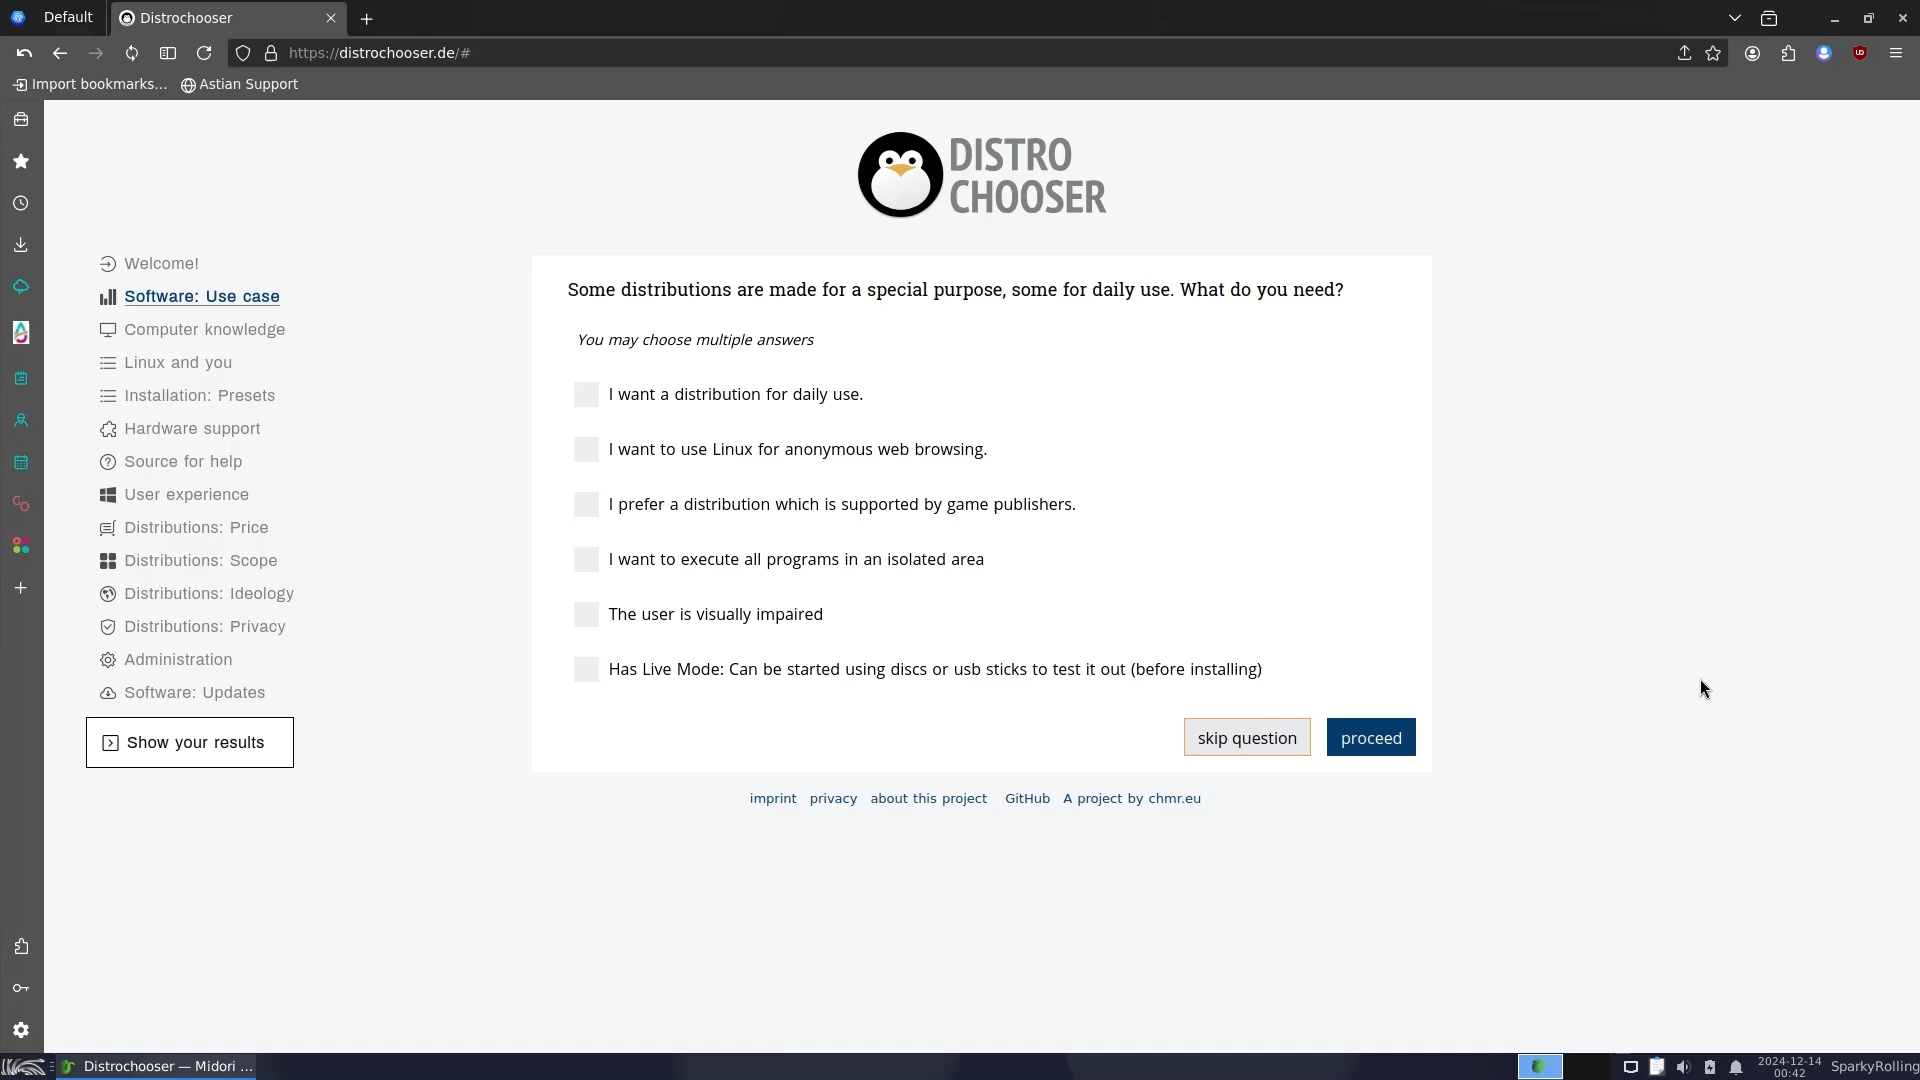 Default
Distrochooser
https://distrochooser.de/#
Import bookmarks...
Astian Support
DISTRO
CHOOSER
Welcome!
Software: Use case
Computer knowledge
Linux and you
Installation: Presets
Hardware support
Source for help
User experience
Distributions: Price
Distributions: Scope
Distributions: Ideology
Distributions: Privacy
Administration
Software: Updates
Show your results
Some distributions are made for a special purpose, some for daily use. What do you need?
You may choose multiple answers
I want a distribution for daily use.
I want to use Linux for anonymous web browsing.
I prefer a distribution which is supported by game publishers.
I want to execute all programs in an isolated area
The user is visually impaired
Has Live Mode: Can be started using discs or usb sticks to test it out (before installing)
skip question
proceed
imprint privacy about this project GitHub A project by chmr.eu
Distrochooser — Midori ...
2024-12-14
00:42
SparkyRolling